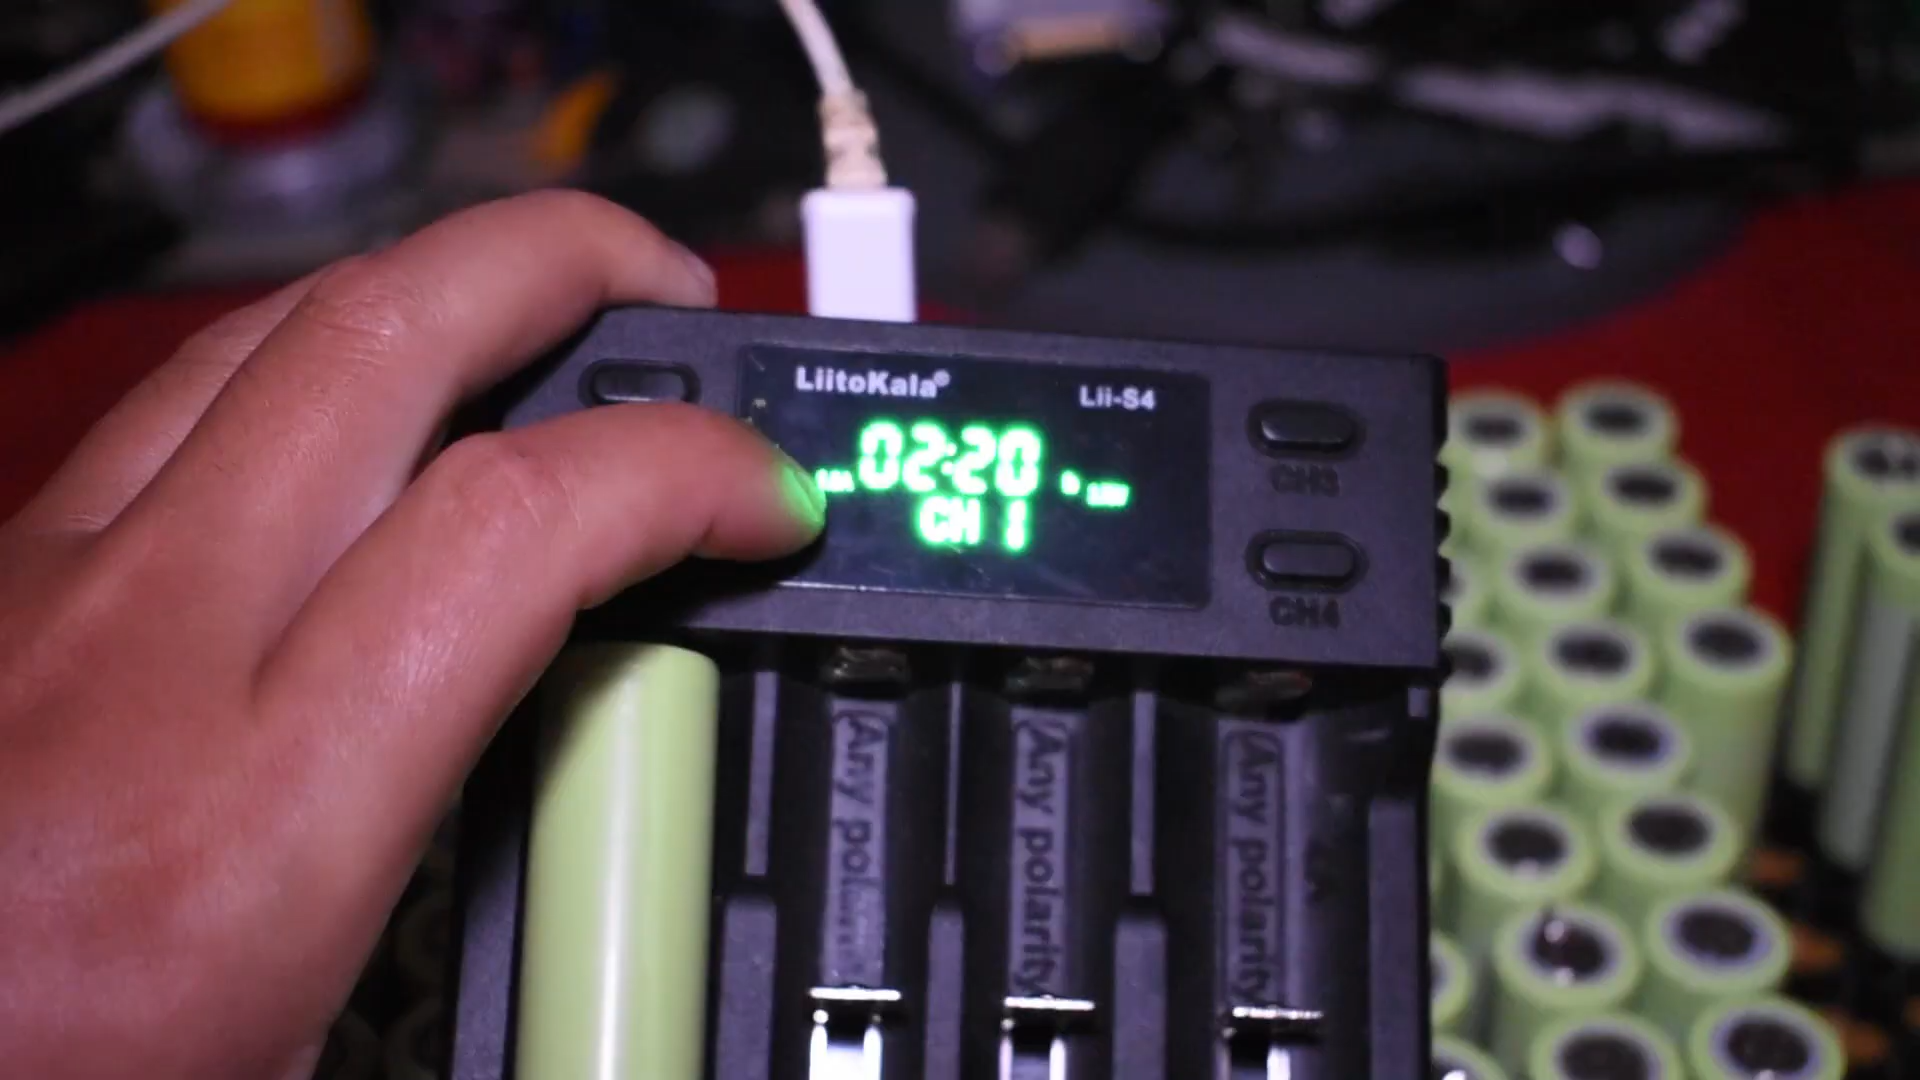 LiitoKala®
Lii-S4
02:20 h
CH 1
CH3
CH4
Any polarity
Any polarity
Any polarity